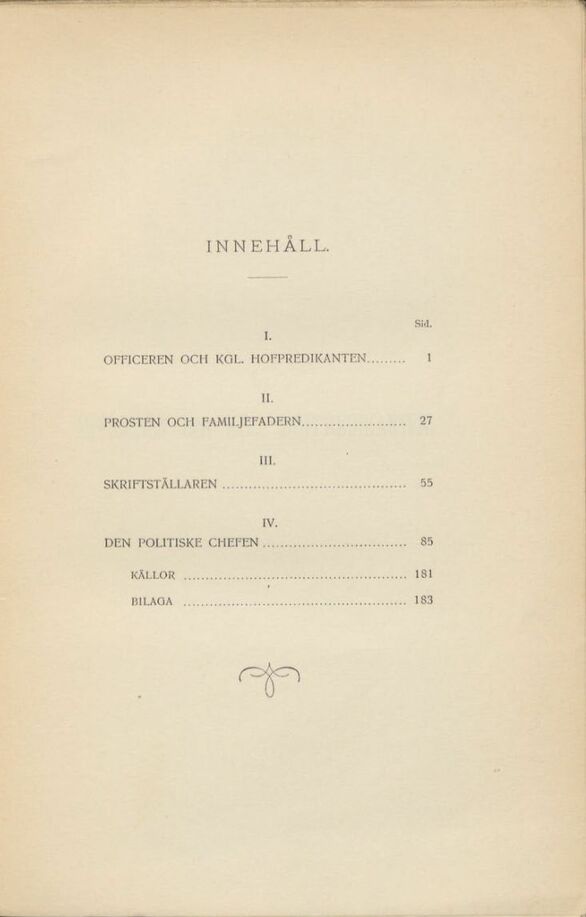 INNEHÅLL.
Sid.
I.
OFFICEREN OCH KGL. HOFPREDIKANTEN......... 1
II.
PROSTEN OCH FAMILJEFADERN........................ 27
III.
SKRIFTSTÄLLAREN .......................................... 55
IV.
DEN POLITISKE CHEFEN ................................. 85
KÄLLOR ................................................... 181
BILAGA ................................................... 183